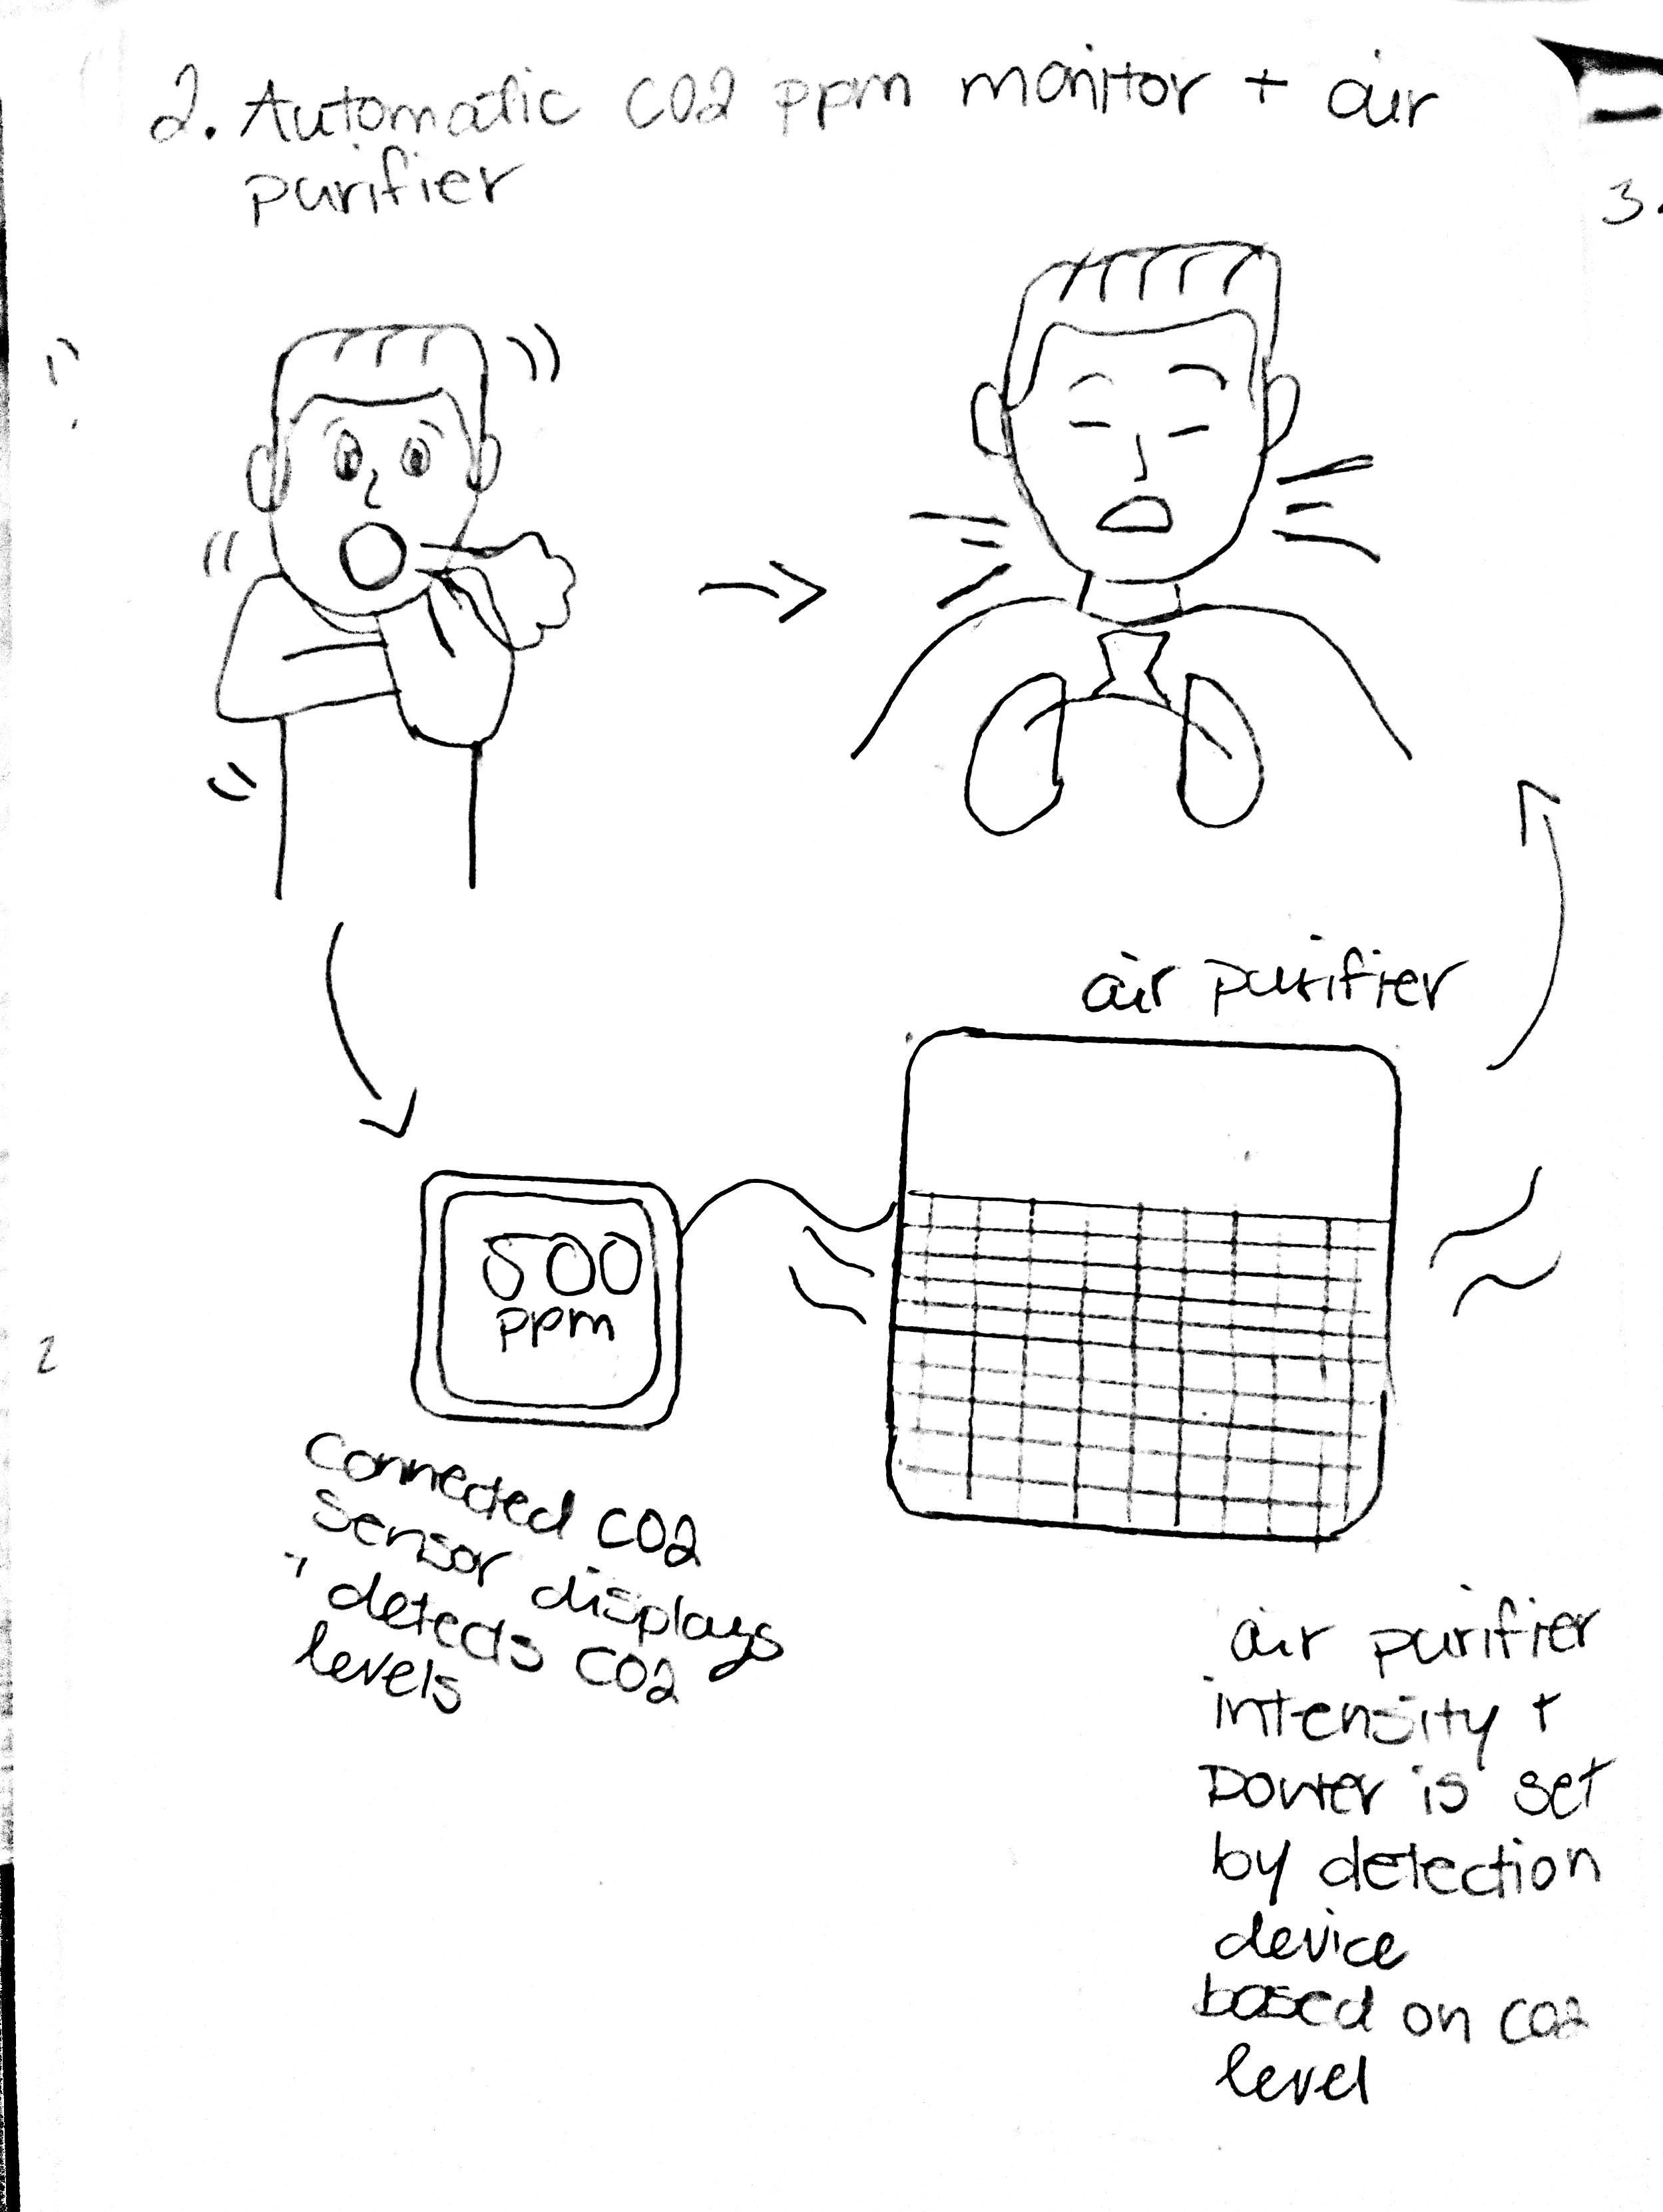 2. Automatic CO2 ppm monitor + air
purifier
3.
air purifier
500
ppm
2
Connected CO2
sensor displays
detects CO2
levels
air purifier
intensity +
power is set
by detection
device
based on CO2
level